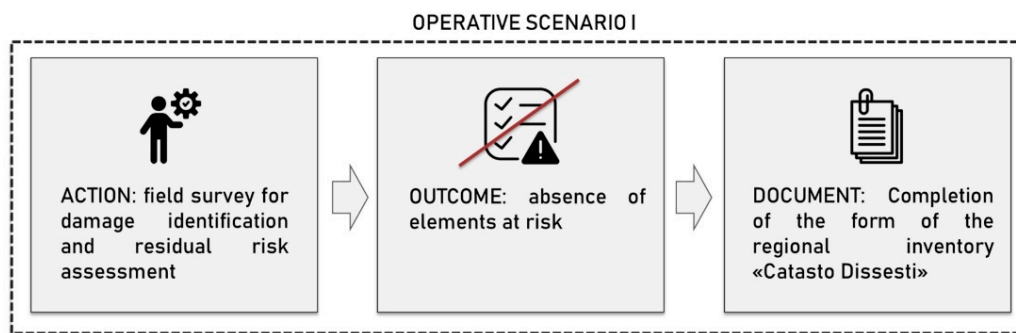 OPERATIVE SCENARIO I
ACTION: field survey for
damage identification
and residual risk
assessment
OUTCOME: absence of
elements at risk
DOCUMENT: Completion
of the form of the
regional inventory
«Catasto Dissesti»